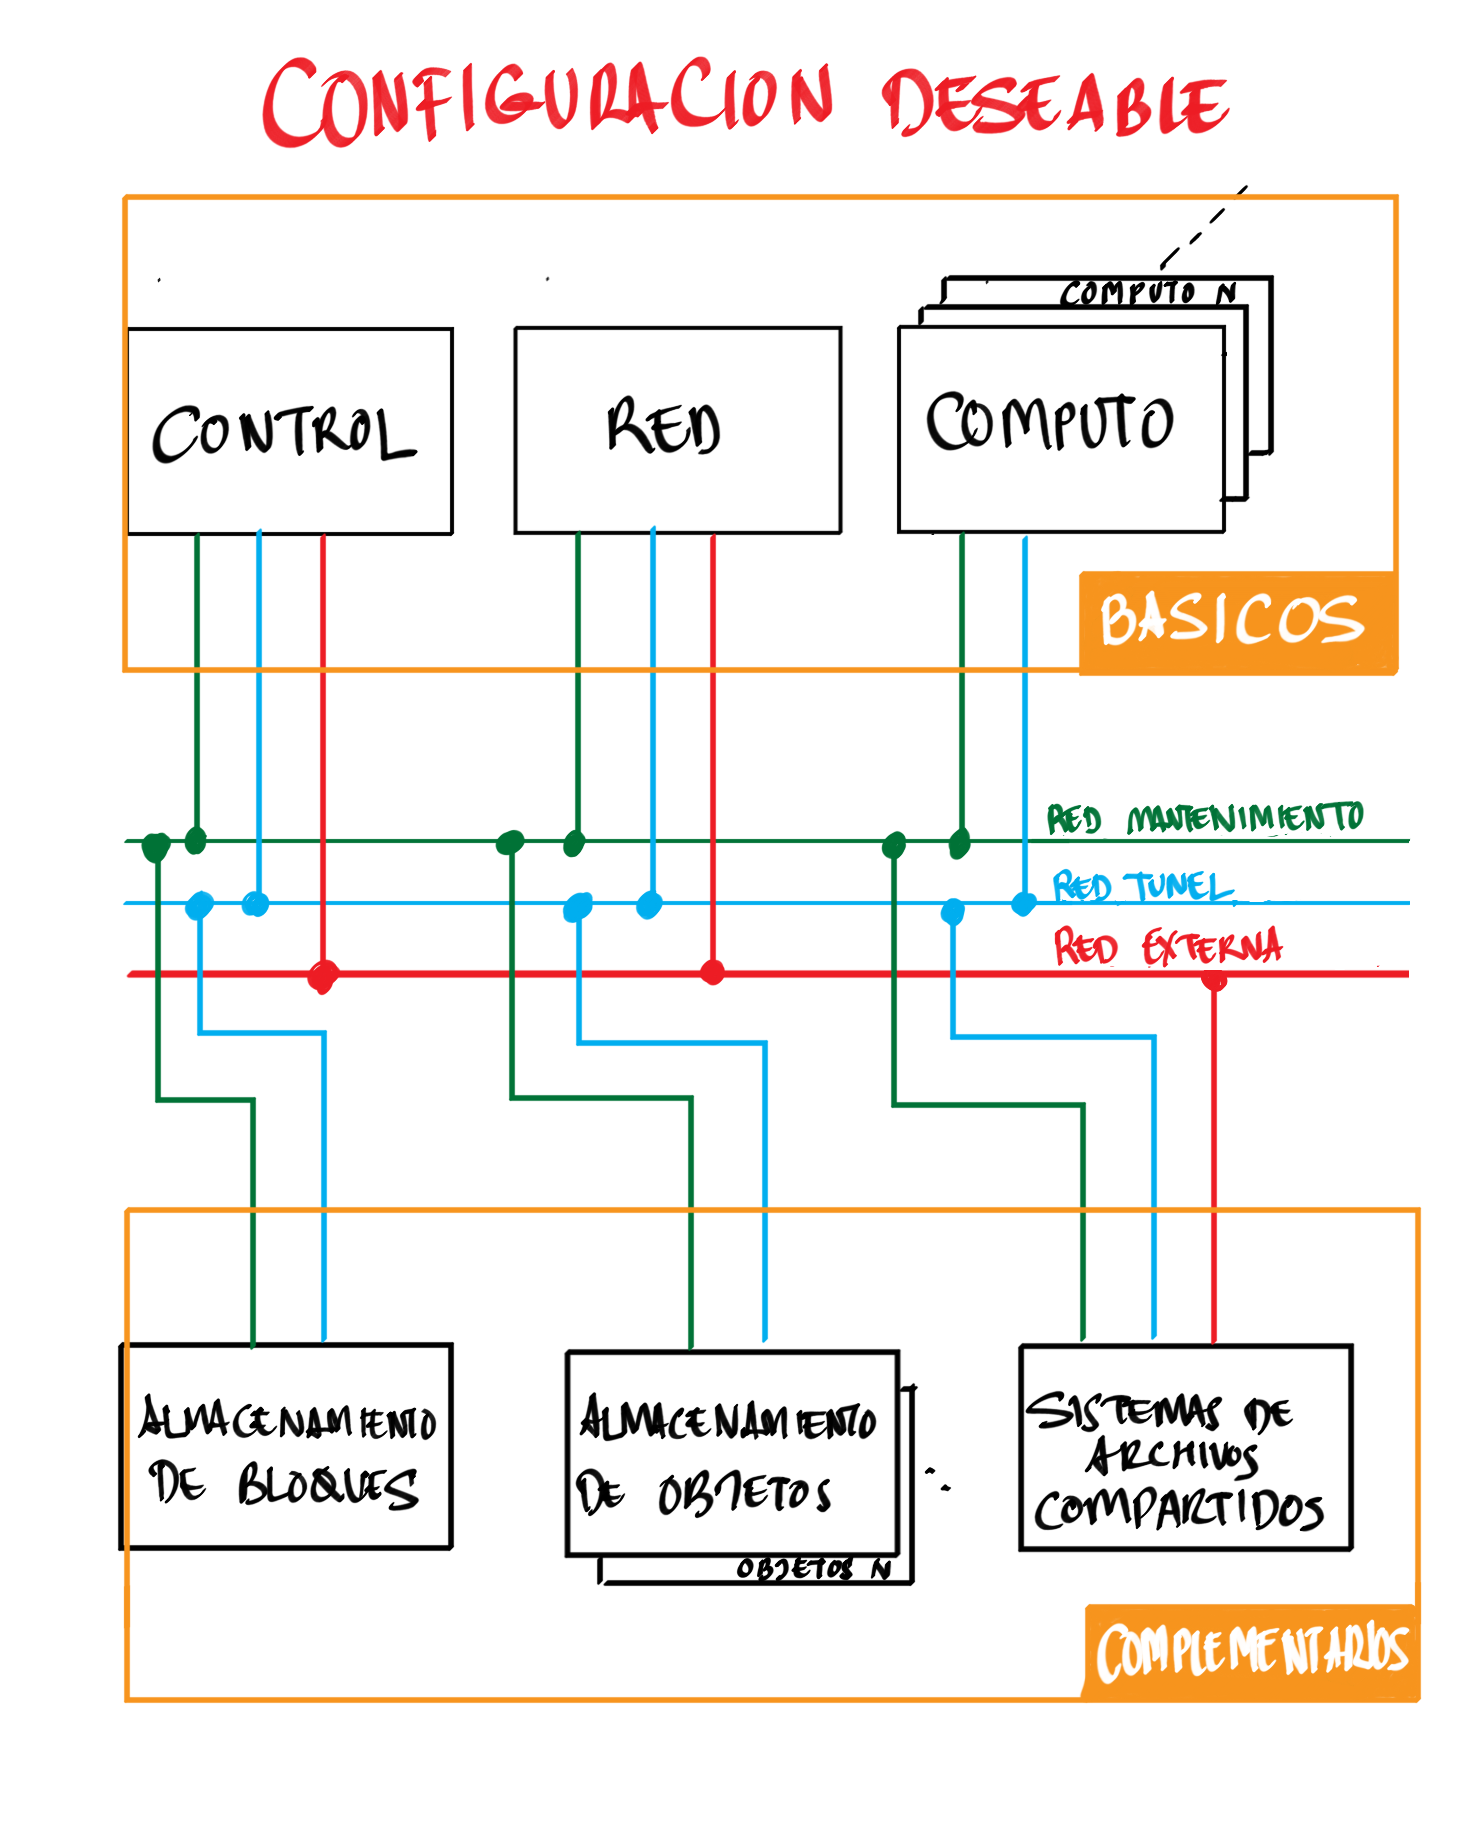 CONFIGURACION DESEABLE
COMPUTO N
CONTROL
RED
COMPUTO
BASICOS
RED MANTENIMIENTO
RED TUNEL
RED EXTERNA
ALMACENAMIENTO
DE BLOQUES
ALMACENAMIENTO
DE OBJETOS
OBJETOS N
SISTEMAS DE
ARCHIVOS
COMPARTIDOS
COMPLEMENTARIOS